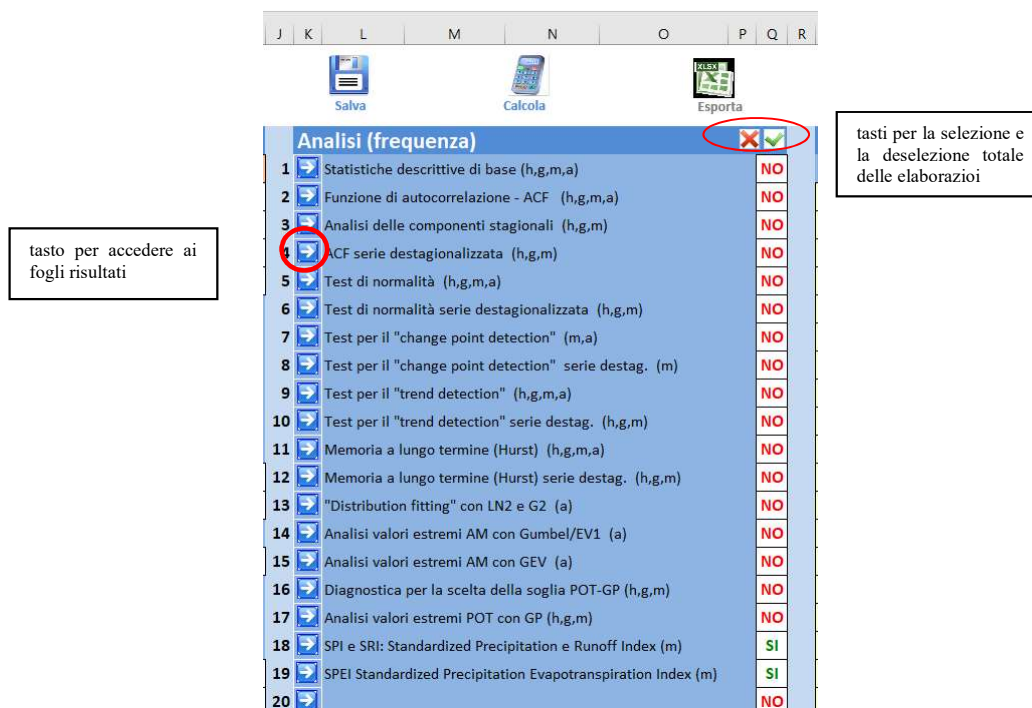 J K L M N O P Q R
Salva Calcola Esporta
XLSX
Analisi (frequenza)
tasti per la selezione e
la deselezione totale
delle elaborazioi
1 Statistiche descrittive di base (h,g,m,a) NO
2 Funzione di autocorrelazione - ACF (h,g,m,a) NO
3 Analisi delle componenti stagionali (h,g,m) NO
tasto per accedere ai
fogli risultati
4 ACF serie destagionalizzata (h,g,m) NO
5 Test di normalità (h,g,m,a) NO
6 Test di normalità serie destagionalizzata (h,g,m) NO
7 Test per il "change point detection" (m,a) NO
8 Test per il "change point detection" serie destag. (m) NO
9 Test per il "trend detection" (h,g,m,a) NO
10 Test per il "trend detection" serie destag. (h,g,m) NO
11 Memoria a lungo termine (Hurst) (h,g,m,a) NO
12 Memoria a lungo termine (Hurst) serie destag. (h,g,m) NO
13 "Distribution fitting" con LN2 e G2 (a) NO
14 Analisi valori estremi AM con Gumbel/EV1 (a) NO
15 Analisi valori estremi AM con GEV (a) NO
16 Diagnostica per la scelta della soglia POT-GP (h,g,m) NO
17 Analisi valori estremi POT con GP (h,g,m) NO
18 SPI e SRI: Standardized Precipitation e Runoff Index (m) SI
19 SPEI Standardized Precipitation Evapotranspiration Index (m) SI
20 NO